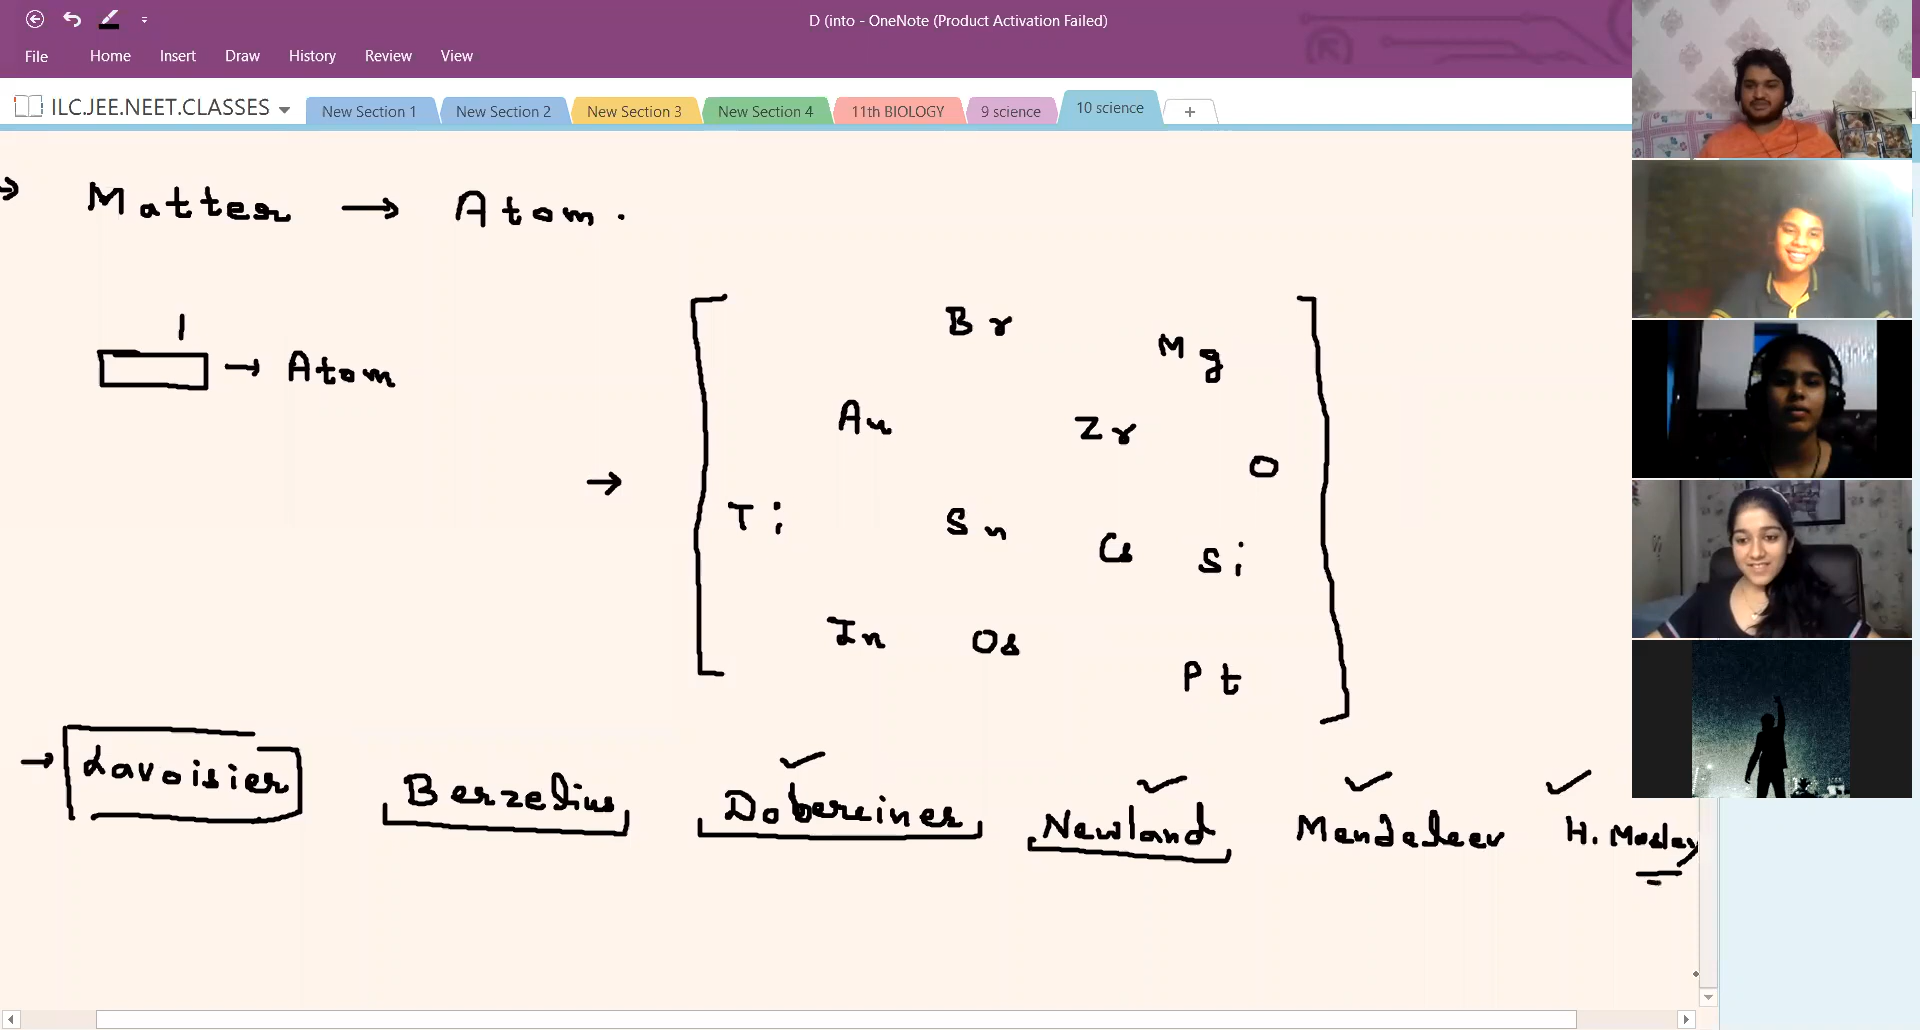 D (into - OneNote (Product Activation Failed)
File Home Insert Draw History Review View
ILC.JEE.NEET.CLASSES New Section 1 New Section 2 New Section 3 New Section 4 11th BIOLOGY 9 science 10 science +
→ Matter → Atom.
1
→ Atom
Br
Mg
Au Zr
O
→
Ti Sn Cs Si
In Os
Pt
→ Lavoisier Berzelius Dobereiner Newland Mendeleev H. Mosley